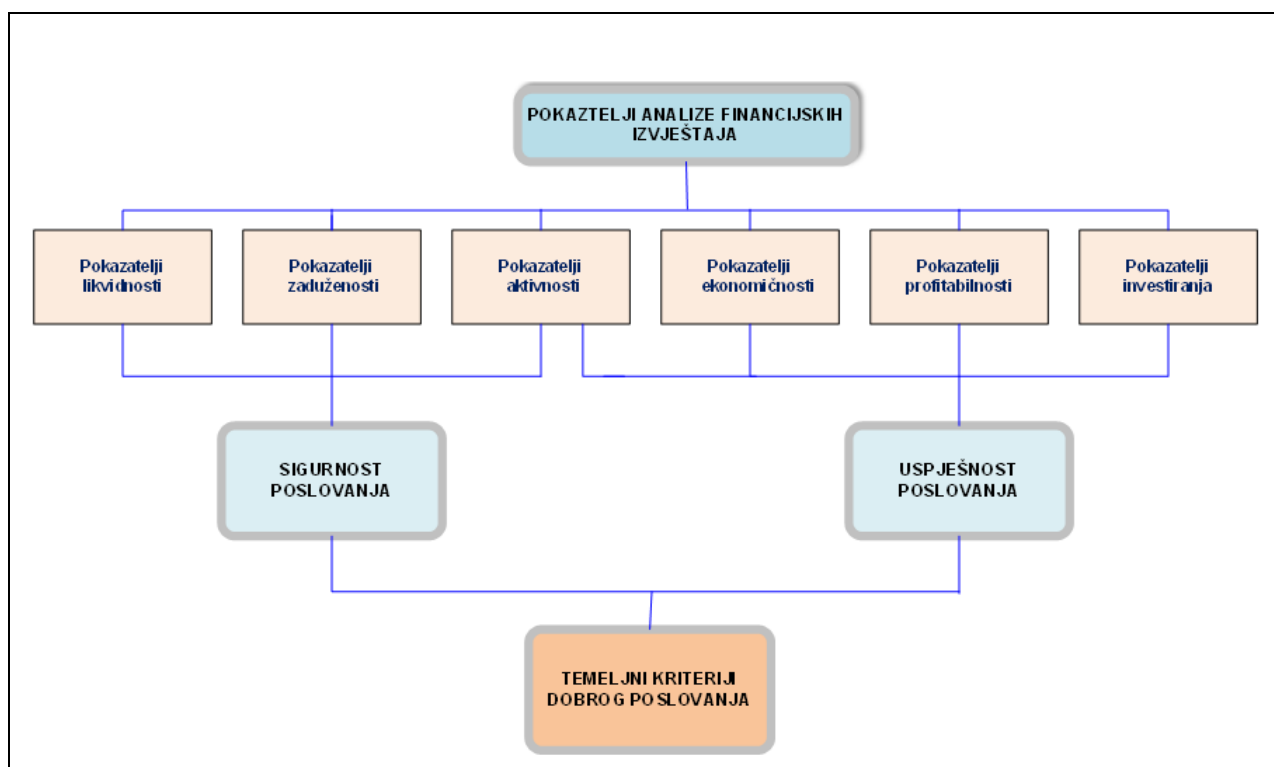 POKAZTELJI ANALIZE FINANCIJSKIH
IZVJEŠTAJA
Pokazatelji
likvidnosti
Pokazatelji
zaduženosti
Pokazatelji
aktivnosti
Pokazatelji
ekonomičnosti
Pokazatelji
profitabilnosti
Pokazatelji
investiranja
SIGURNOST
POSLOVANJA
USPJEŠNOST
POSLOVANJA
TEMELJNI KRITERIJI
DOBROG POSLOVANJA